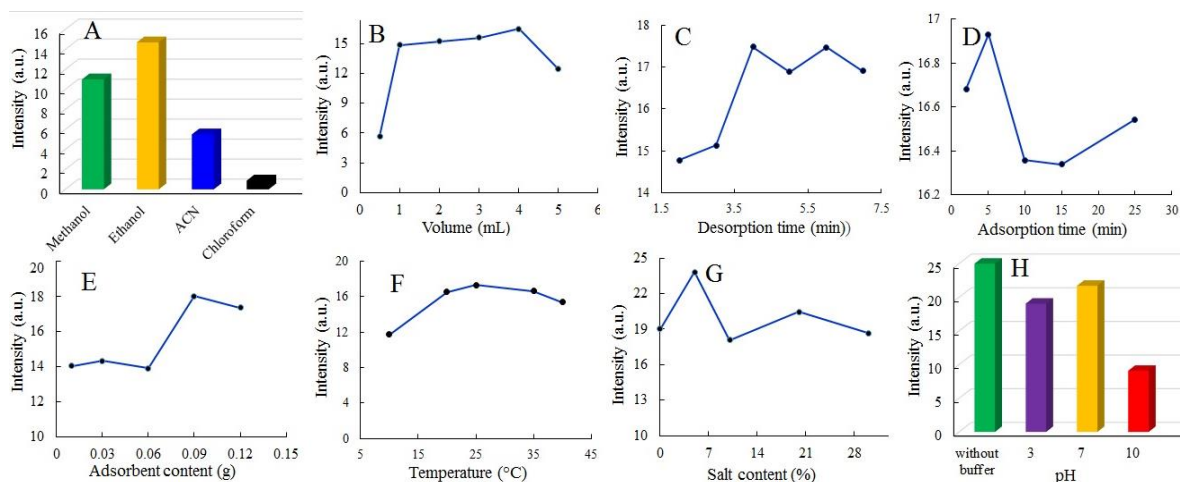 A
Intensity (a.u.)
16
14
12
10
8
6
4
2
0
Methanol
Ethanol
ACN
Chloroform
B
Intensity (a.u.)
15
12
9
6
3
0
0 1 2 3 4 5 6
Volume (mL)
C
Intensity (a.u.)
18
17
16
15
14
1.5 3.5 5.5 7.5
Desorption time (min))
D
Intensity (a.u.)
17
16.8
16.6
16.4
16.2
0 5 10 15 20 25 30
Adsorption time (min)
E
Intensity (a.u.)
20
18
16
14
12
10
0.00 0.03 0.06 0.09 0.12 0.15
Adsorbent content (g)
F
Intensity (a.u.)
20
16
12
8
4
0
5 15 25 35 45
Temperature (°C)
G
Intensity (a.u.)
25
22
19
16
13
10
0 7 14 21 28
Salt content (%)
H
Intensity (a.u.)
25
20
15
10
5
0
without
buffer
3 7 10
pH